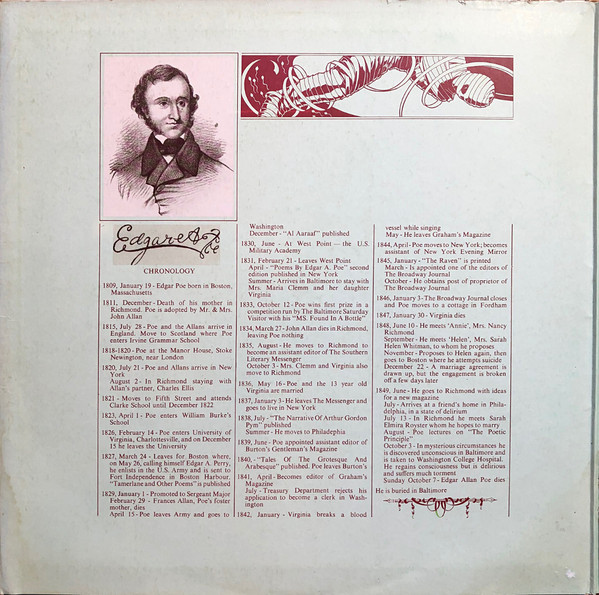 Edgar A Poe
CHRONOLOGY
1809, January 19 - Edgar Poe born in Boston,
Massachusetts
1811, December - Death of his mother in
Richmond. Poe is adopted by Mr. & Mrs.
John Allan
1815, July 28 - Poe and the Allans arrive in
England. Move to Scotland where Poe
enters Irvine Grammar School
1818-1820 - Poe at the Manor House, Stoke
Newington, near London
1820, July 21 - Poe and Allans arrive in New
York
August 2 - In Richmond staying with
Allan's partner, Charles Ellis
1821 - Moves to Fifth Street and attends
Clarke School until December 1822
1823, April 1 - Poe enters William Burke's
School
1826, February 14 - Poe enters University of
Virginia, Charlottesville, and on December
15 he leaves the University
1827, March 24 - Leaves for Boston where,
on May 26, calling himself Edgar A. Perry,
he enlists in the U.S. Army and is sent to
Fort Independence in Boston Harbour.
"Tamerlane and Other Poems" is published
1829, January 1 - Promoted to Sergeant Major
February 29 - Frances Allan, Poe's foster
mother, dies
April 15 - Poe leaves Army and goes to
Washington
December - "Al Aaraaf" published
1830, June - At West Point — the U.S.
Military Academy
1831, February 21 - Leaves West Point
April - "Poems By Edgar A. Poe" second
edition published in New York
Summer - Arrives in Baltimore to stay with
Mrs. Maria Clemm and her daughter
Virginia
1833, October 12 - Poe wins first prize in a
competition run by The Baltimore Saturday
Visitor with his "MS. Found In A Bottle"
1834, March 27 - John Allan dies in Richmond,
leaving Poe nothing
1835, August - He moves to Richmond to
become an assistant editor of The Southern
Literary Messenger
October 3 - Mrs. Clemm and Virginia also
move to Richmond
1836, May 16 - Poe and the 13 year old
Virginia are married
1837, January 3 - He leaves The Messenger and
goes to live in New York
1838, July - "The Narrative Of Arthur Gordon
Pym" published
Summer - He moves to Philadephia
1839, June - Poe appointed assistant editor of
Burton's Gentleman's Magazine
1840, - "Tales Of The Grotesque And
Arabesque" published. Poe leaves Burton's
1841, April - Becomes editor of Graham's
Magazine
July - Treasury Department rejects his
application to become a clerk in Wash-
ington
1842, January - Virginia breaks a blood
vessel while singing
May - He leaves Graham's Magazine
1844, April - Poe moves to New York; becomes
assistant of New York Evening Mirror
1845, January - "The Raven" is printed
March - Is appointed one of the editors of
The Broadway Journal
October - He obtains post of proprietor of
The Broadway Journal
1846, January 3 - The Broadway Journal closes
and Poe moves to a cottage in Fordham
1847, January 30 - Virginia dies
1848, June 10 - He meets 'Annie', Mrs. Nancy
Richmond
September - He meets 'Helen', Mrs. Sarah
Helen Whitman, to whom he proposes
November - Proposes to Helen again, then
goes to Boston where he attempts suicide
December 22 - A marriage agreement is
drawn up, but the engagement is broken
off a few days later
1849, June - He goes to Richmond with ideas
for a new magazine
July - Arrives at a friend's home in Phila-
delphia, in a state of delirium
July 13 - In Richmond he meets Sarah
Elmira Royster whom he hopes to marry
August - Poe lectures on "The Poetic
Principle"
October 3 - In mysterious circumstances he
is discovered unconscious in Baltimore and
is taken to Washington College Hospital.
He regains consciousness but is delirious
and suffers much torment
Sunday October 7 - Edgar Allan Poe dies
He is buried in Baltimore